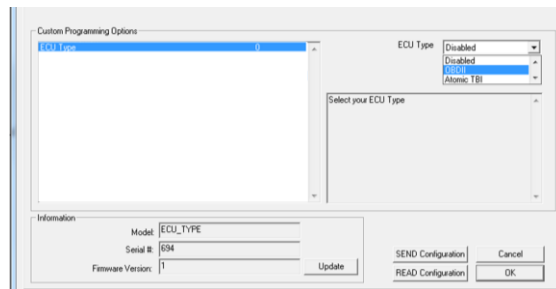 Custom Programming Options
ECU Type 0
ECU Type Disabled
Disabled
OBDII
Atomic TBI
Select your ECU Type
Information
Model: ECU_TYPE
Serial #: 694
Firmware Version: 1
Update
SEND Configuration Cancel
READ Configuration OK